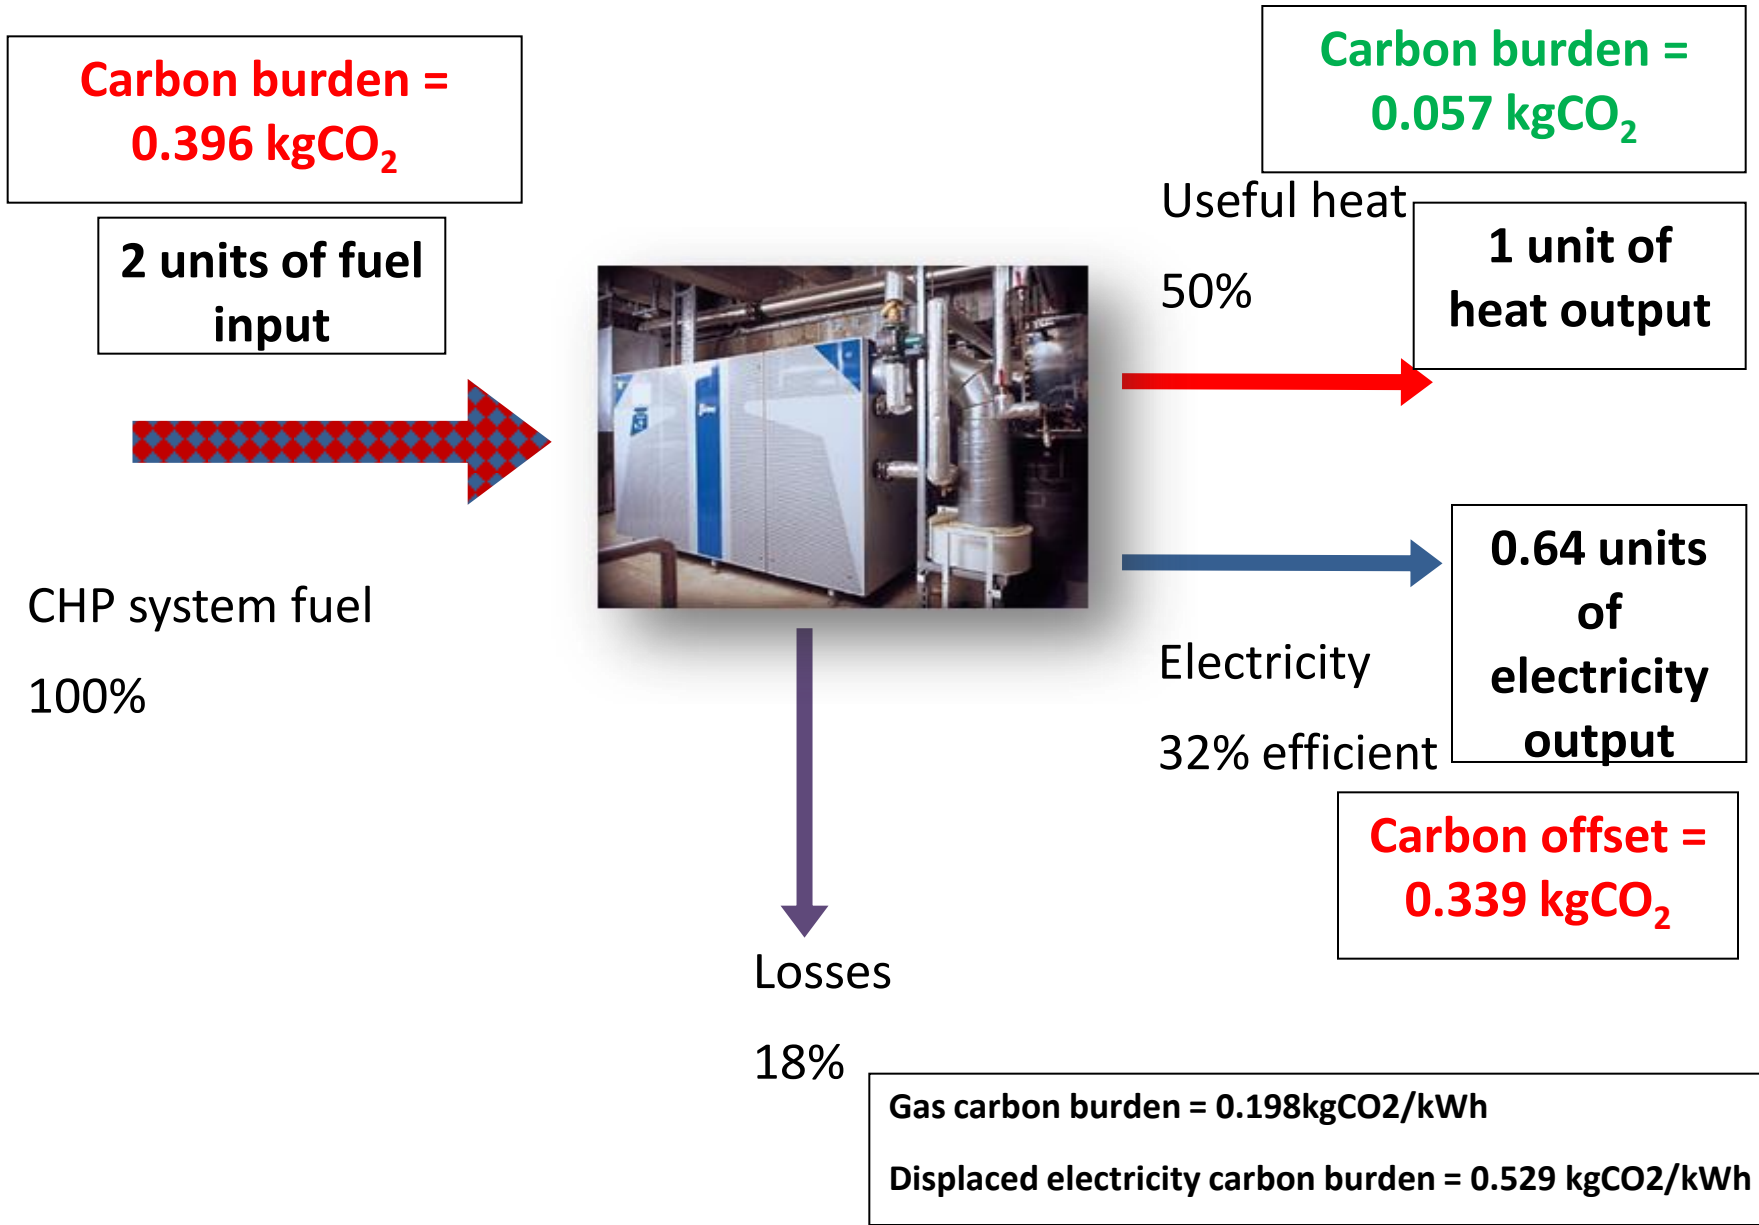 Carbon burden =
0.396 kgCO₂
2 units of fuel
input
CHP system fuel
100%
Carbon burden =
0.057 kgCO₂
Useful heat
50%
1 unit of
heat output
Electricity
32% efficient
0.64 units
of
electricity
output
Carbon offset =
0.339 kgCO₂
Losses
18%
Gas carbon burden = 0.198kgCO2/kWh
Displaced electricity carbon burden = 0.529 kgCO2/kWh